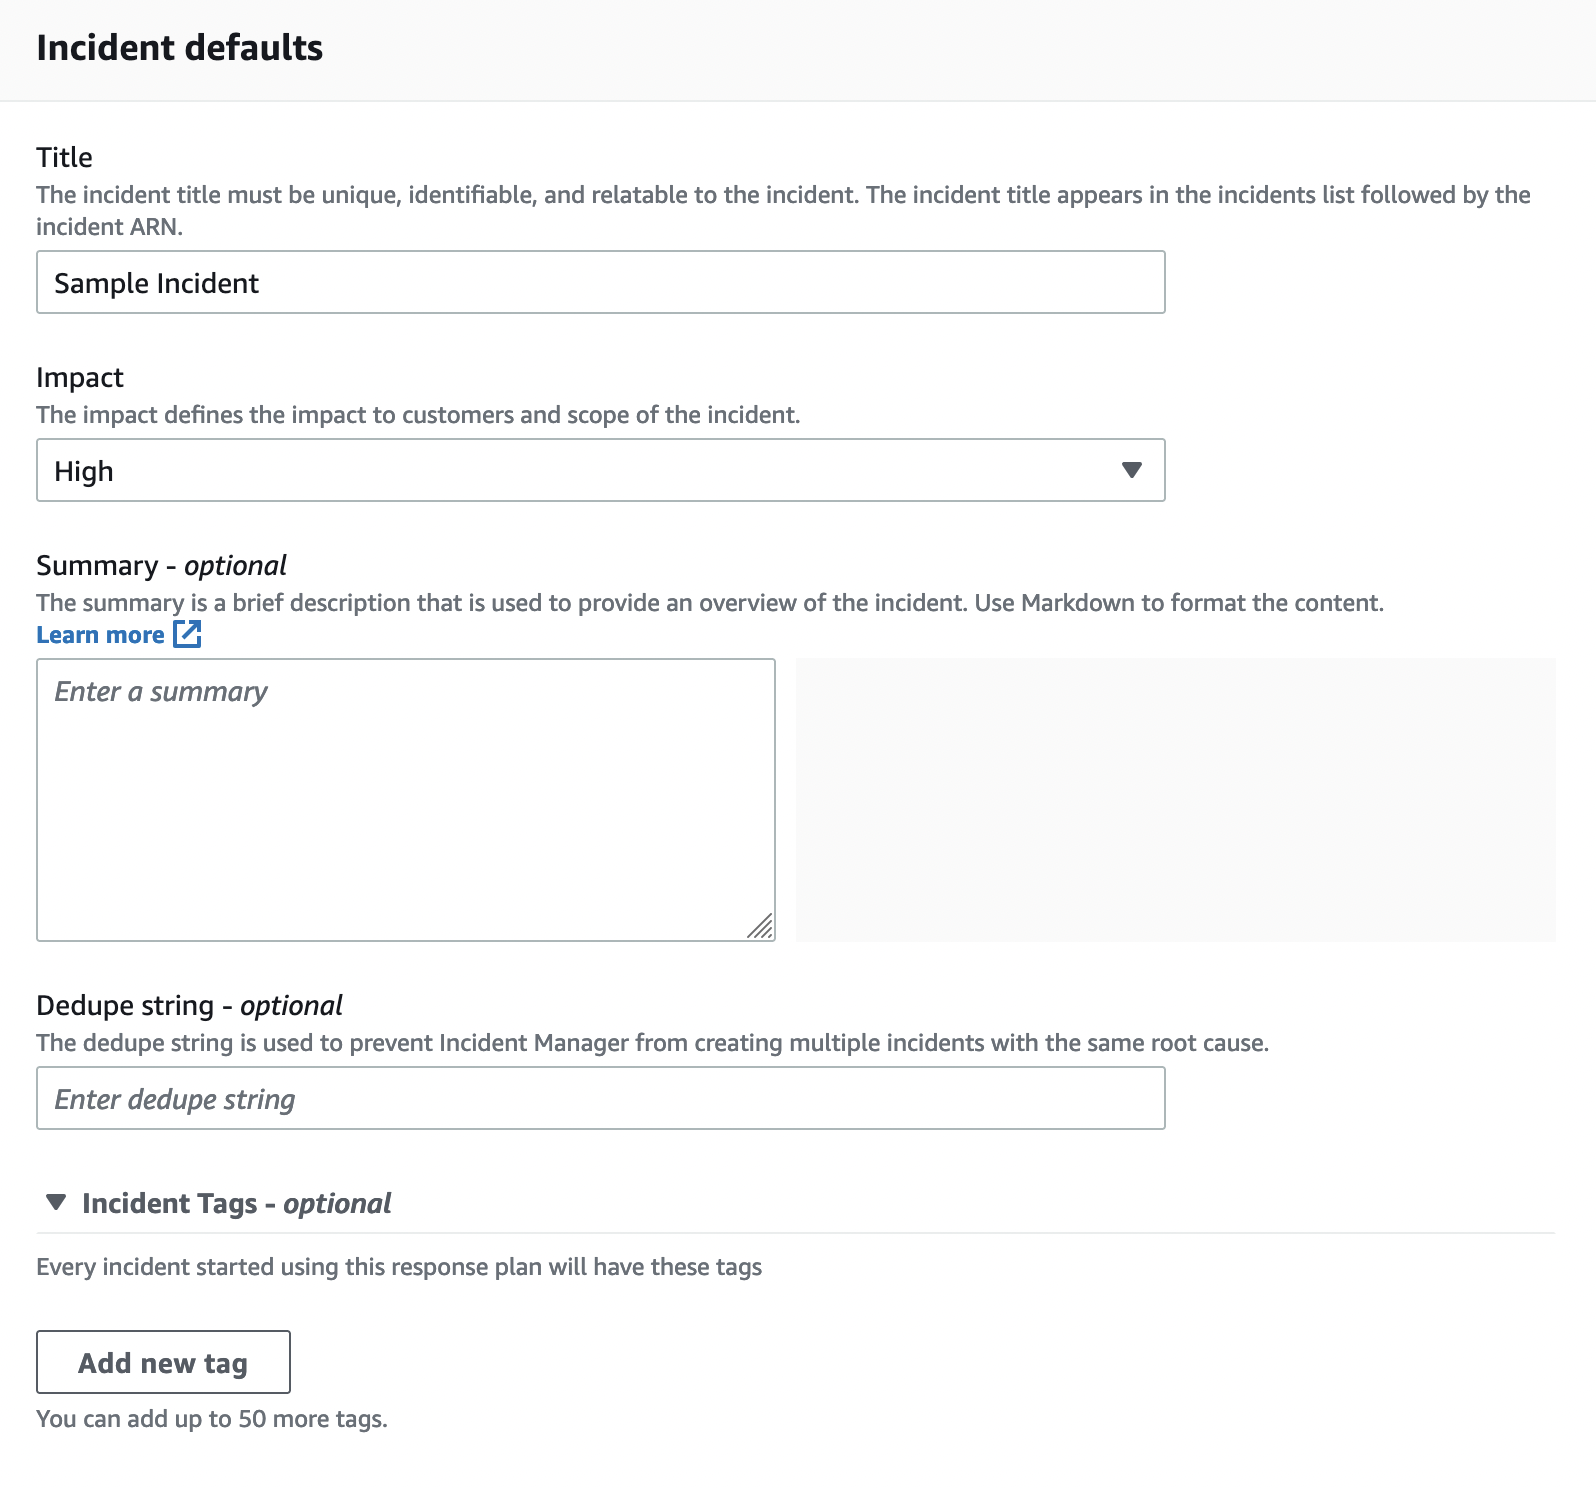 Incident defaults
Title
The incident title must be unique, identifiable, and relatable to the incident. The incident title appears in the incidents list followed by the
incident ARN.
Sample Incident
Impact
The impact defines the impact to customers and scope of the incident.
High
Summary - optional
The summary is a brief description that is used to provide an overview of the incident. Use Markdown to format the content.
Learn more
Enter a summary
Dedupe string - optional
The dedupe string is used to prevent Incident Manager from creating multiple incidents with the same root cause.
Enter dedupe string
Incident Tags - optional
Every incident started using this response plan will have these tags
Add new tag
You can add up to 50 more tags.